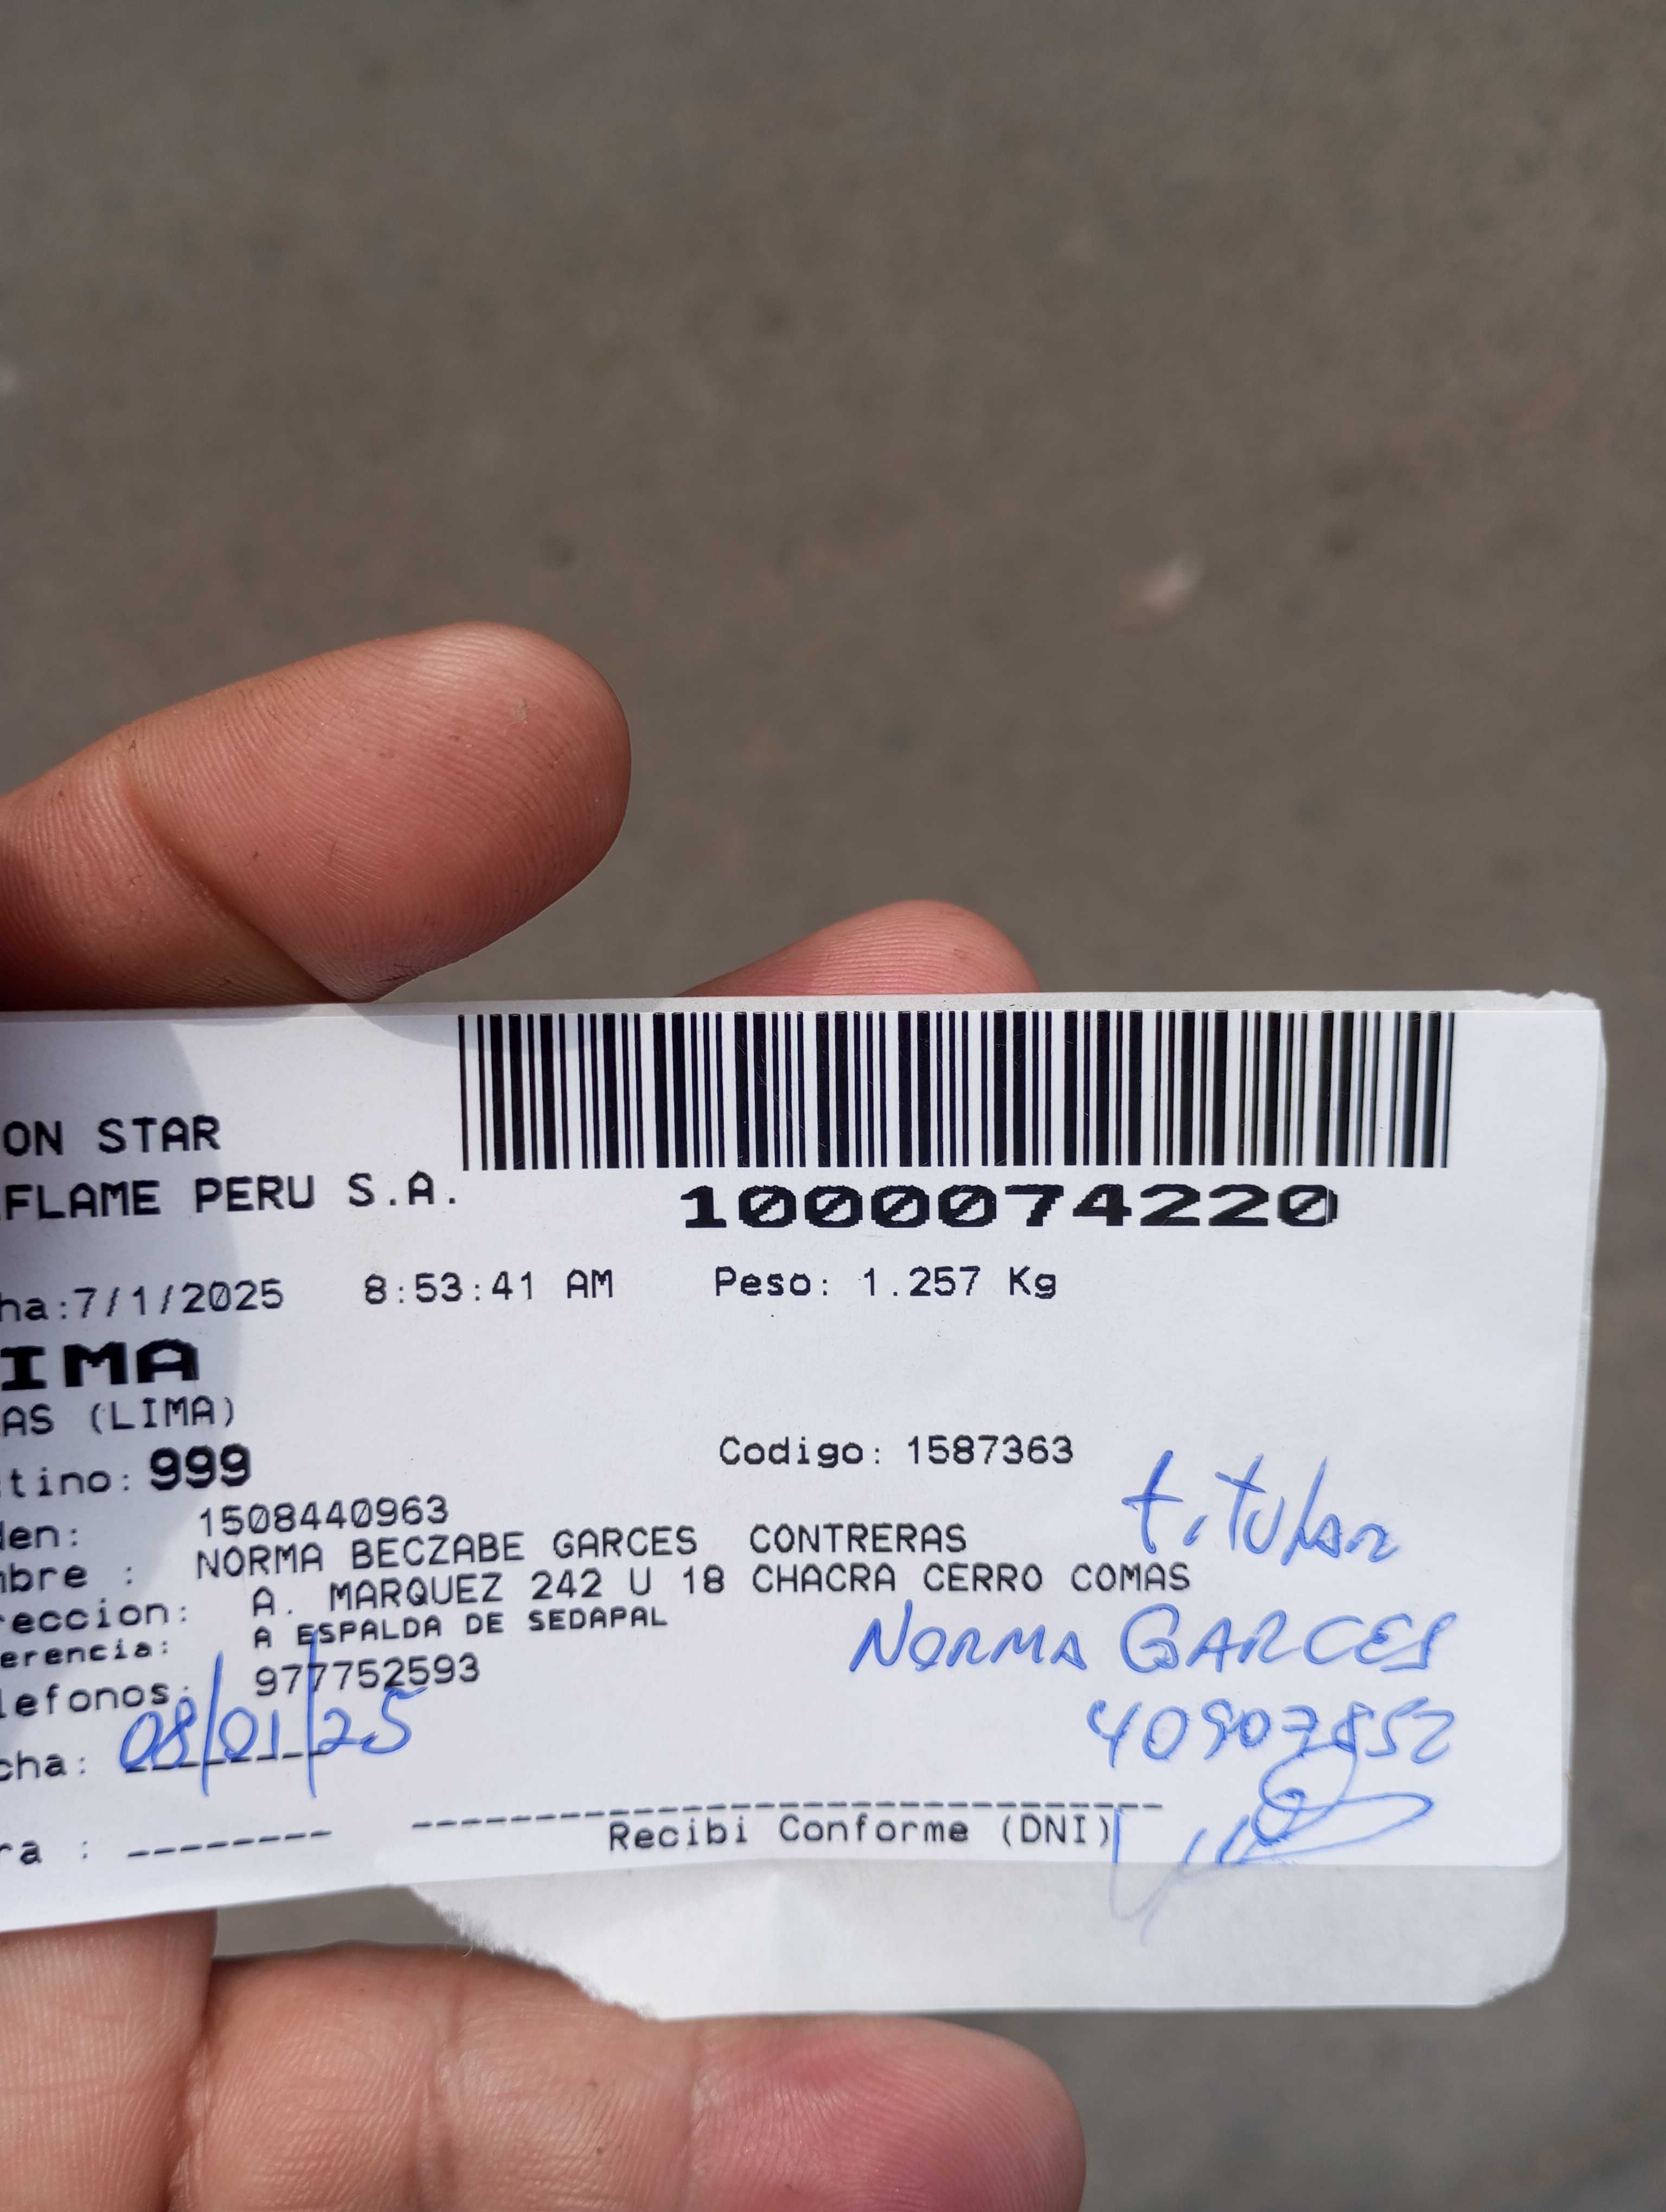 ON STAR
FLAME PERU S.A.
1000074220
ha:7/1/2025 8:53:41 AM Peso: 1.257 Kg
IMA
AS (LIMA)
tino: 999
Codigo: 1587363
den: 1508440963
titular
mbre : NORMA BECZABE GARCES CONTRERAS
reccion: A. MARQUEZ 242 U 18 CHACRA CERRO COMAS
erencia: A ESPALDA DE SEDAPAL
NORMA GARCES
lefonos: 977752593
40907852
cha: 08/01/25
ra : --------
Recibi Conforme (DNI)